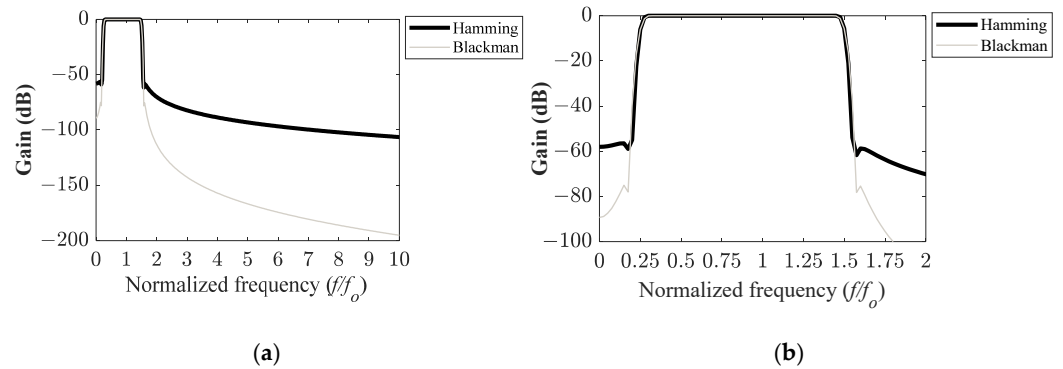 Hamming
Blackman
Gain (dB)
0
−50
−100
−150
−200
0 1 2 3 4 5 6 7 8 9 10
Normalized frequency (f/fo)
(a)
Hamming
Blackman
Gain (dB)
0
−20
−40
−60
−80
−100
0 0.25 0.5 0.75 1 1.25 1.5 1.75 2
Normalized frequency (f/fo)
(b)